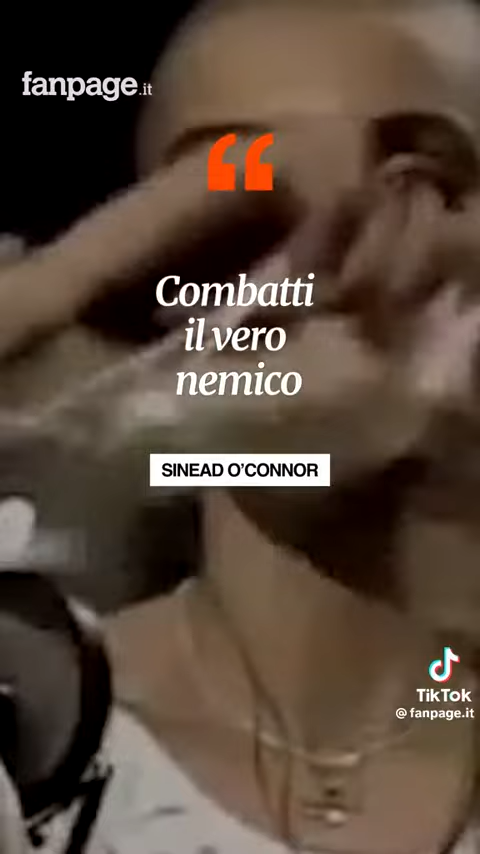 fanpage.it
“
Combatti
il vero
nemico
SINEAD O’CONNOR
TikTok
@ fanpage.it